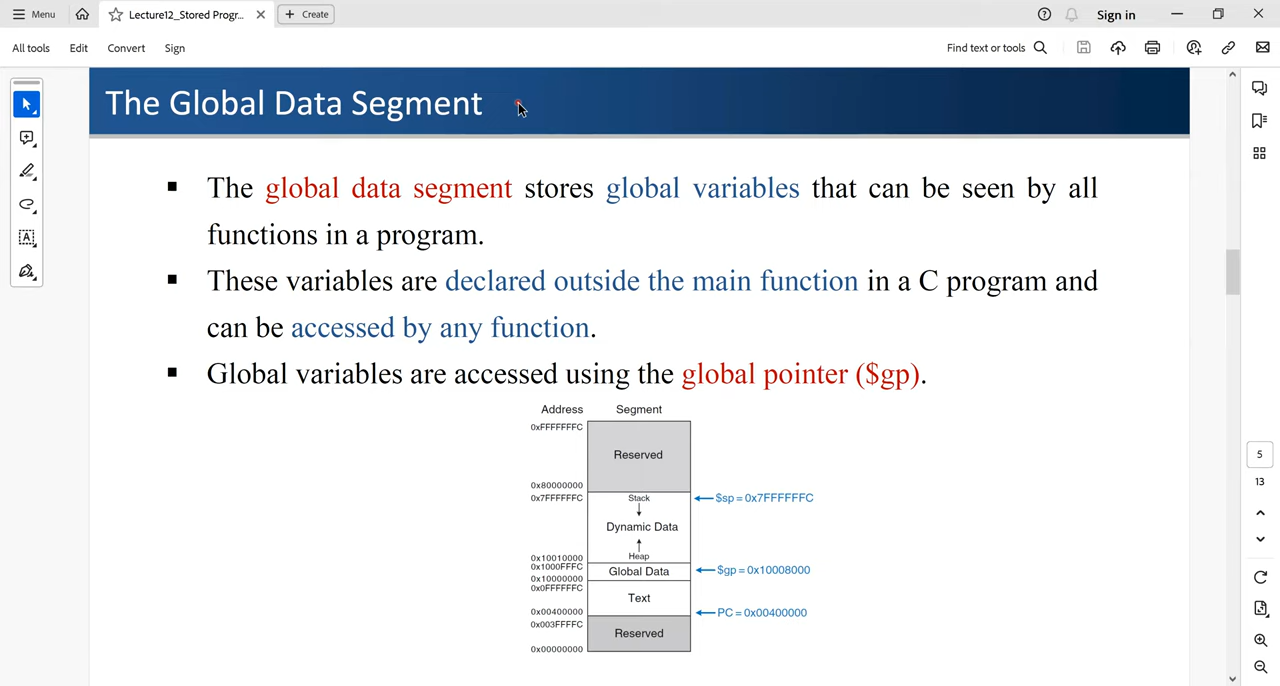 Menu
Lecture12_Stored Progr...
Create
Sign in
All tools
Edit
Convert
Sign
Find text or tools
The Global Data Segment
The global data segment stores global variables that can be seen by all
functions in a program.
These variables are declared outside the main function in a C program and
can be accessed by any function.
Global variables are accessed using the global pointer ($gp).
Address Segment
0xFFFFFFFC
Reserved
0x80000000
0x7FFFFFFC
Stack
$sp = 0x7FFFFFFC
Dynamic Data
Heap
0x10010000
0x1000FFFC
Global Data
$gp = 0x10008000
0x10000000
0x0FFFFFFC
Text
0x00400000
PC = 0x00400000
0x003FFFFC
Reserved
0x00000000
5
13